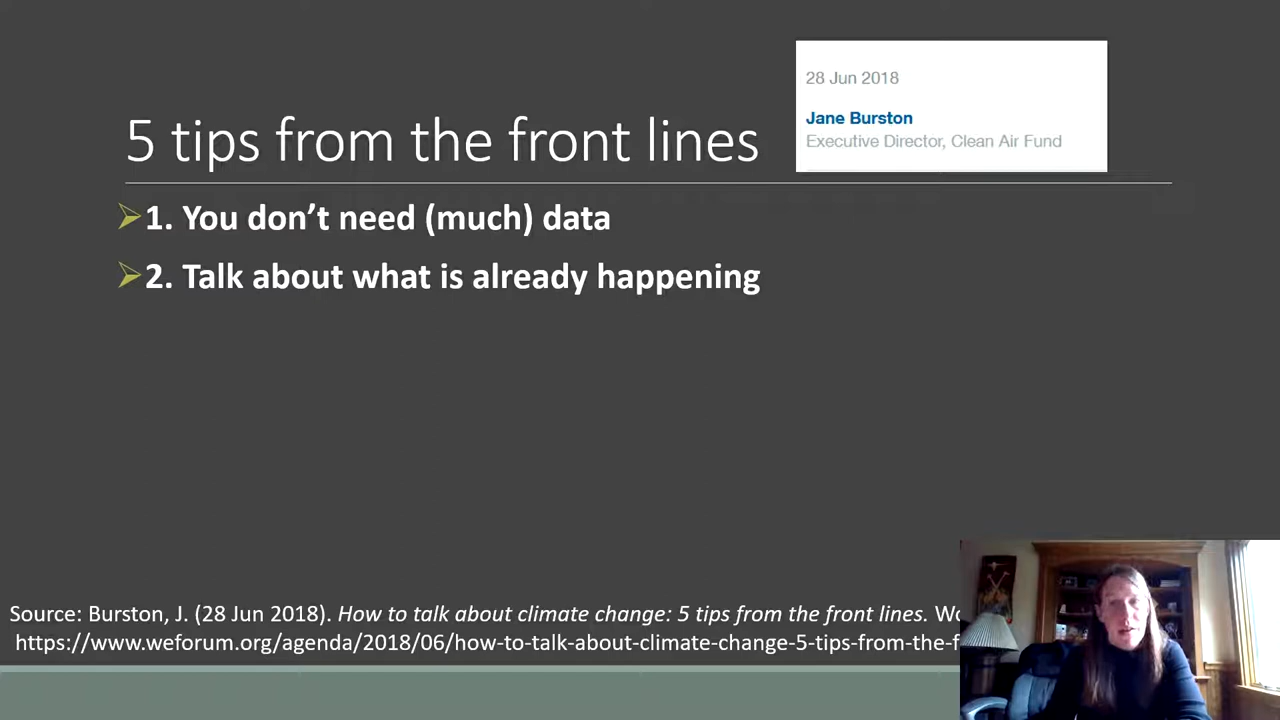 28 Jun 2018
Jane Burston
Executive Director, Clean Air Fund
5 tips from the front lines
1. You don't need (much) data
2. Talk about what is already happening
Source: Burston, J. (28 Jun 2018). How to talk about climate change: 5 tips from the front lines.
https://www.weforum.org/agenda/2018/06/how-to-talk-about-climate-change-5-tips-from-the-f